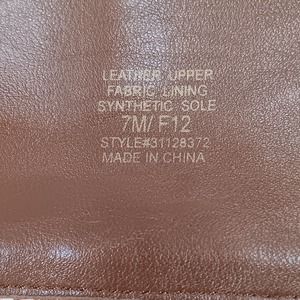 LEATHER UPPER
FABRIC LINING
SYNTHETIC SOLE
7M/ F12
STYLE#31128372
MADE IN CHINA